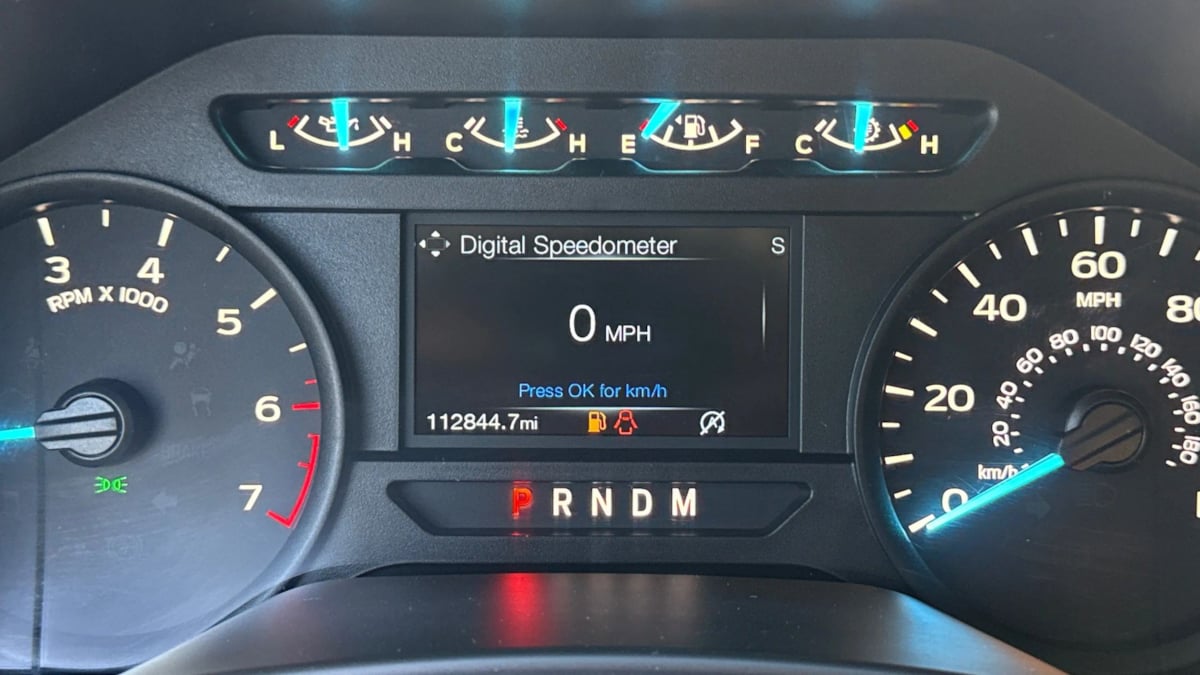 L H C H E F C H
Digital Speedometer S
3 4 5 6 7
RPM X 1000
0 MPH
Press OK for km/h
112844.7mi
P R N D M
0 20 40 60
MPH
20 40 60 80 100 120 140 160 180
km/h